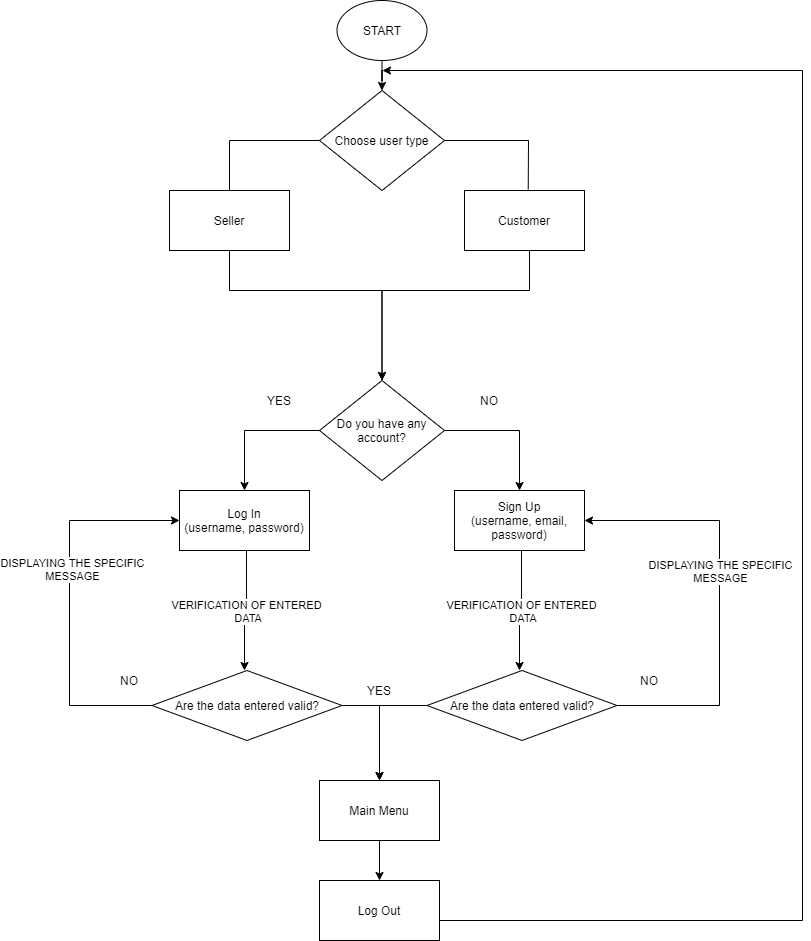 START
Choose user type
Seller
Customer
YES
NO
Do you have any
account?
Log In
(username, password)
Sign Up
(username, email,
password)
DISPLAYING THE SPECIFIC
MESSAGE
DISPLAYING THE SPECIFIC
MESSAGE
VERIFICATION OF ENTERED
DATA
VERIFICATION OF ENTERED
DATA
NO
YES
NO
Are the data entered valid?
Are the data entered valid?
Main Menu
Log Out